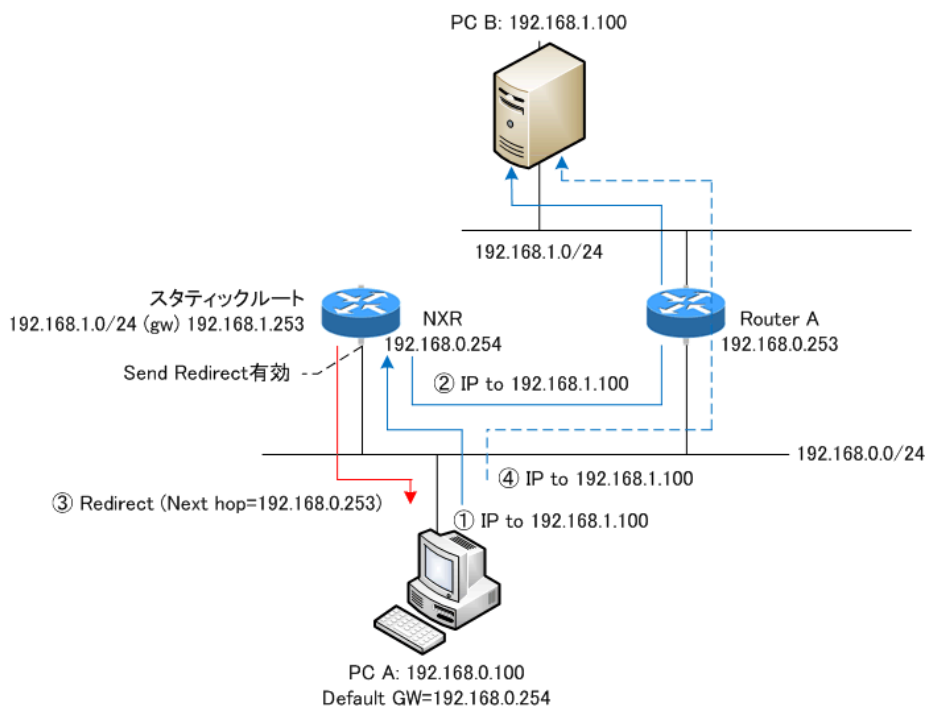 PC B: 192.168.1.100
192.168.1.0/24
スタティックルート
192.168.1.0/24 (gw) 192.168.1.253
NXR
192.168.0.254
Router A
192.168.0.253
Send Redirect有効
② IP to 192.168.1.100
192.168.0.0/24
④ IP to 192.168.1.100
③ Redirect (Next hop=192.168.0.253)
① IP to 192.168.1.100
PC A: 192.168.0.100
Default GW=192.168.0.254